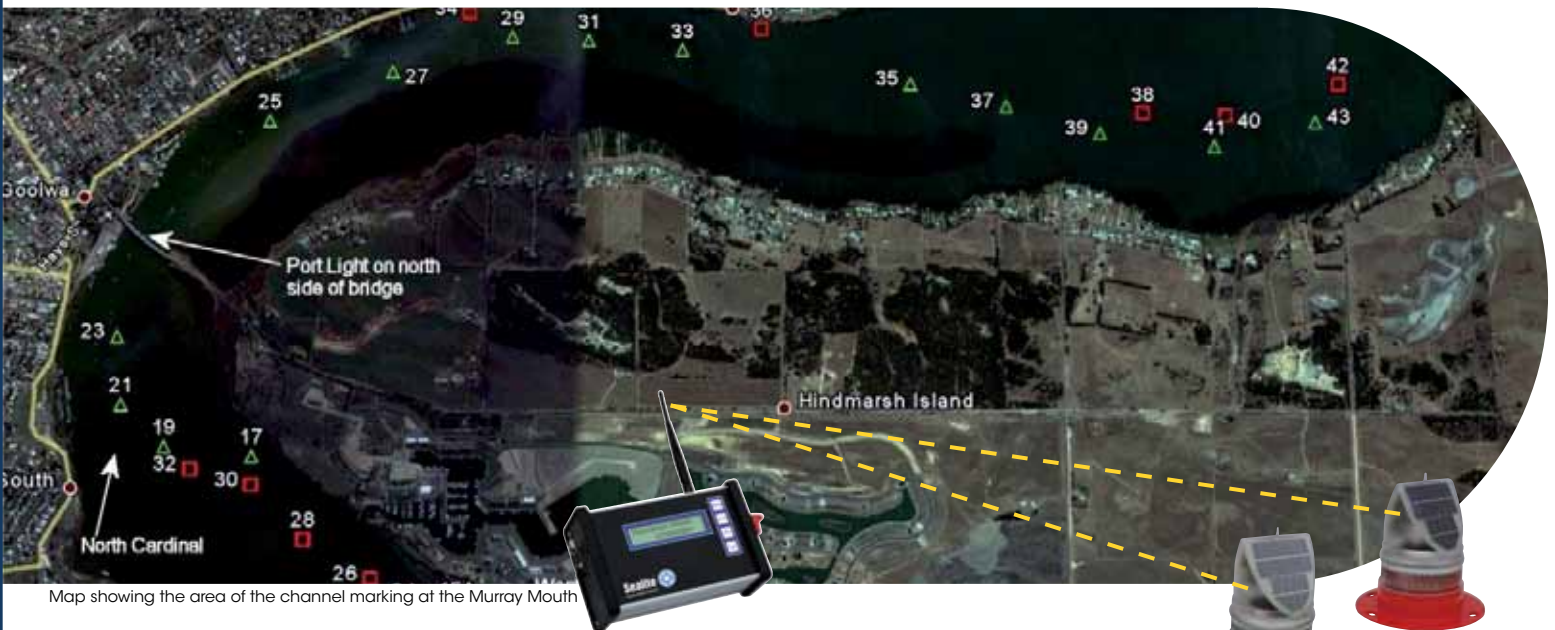 34
29
31
33
36
27
25
35
37
38
42
39
41
40
43
Goolwa
Port Light on north
side of bridge
23
21
19
17
32
30
Hindmarsh Island
South
28
North Cardinal
26
Sealite
Map showing the area of the channel marking at the Murray Mouth